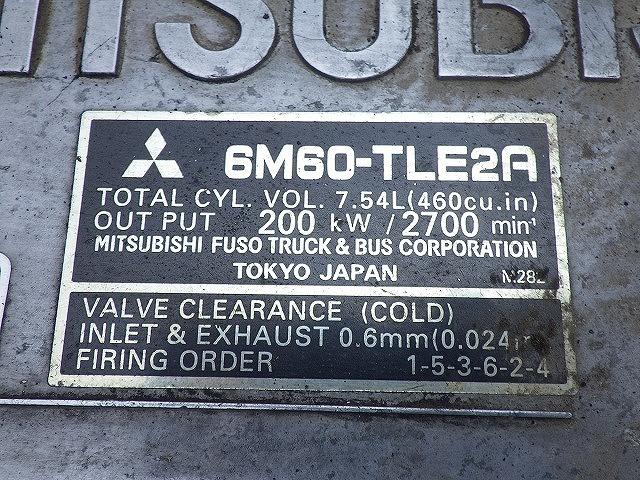 MITSUBISHI
6M60-TLE2A
TOTAL CYL. VOL. 7.54L(460cu.in)
OUT PUT 200 kW / 2700 min⁻¹
MITSUBISHI FUSO TRUCK & BUS CORPORATION
TOKYO JAPAN
VALVE CLEARANCE (COLD)
INLET & EXHAUST 0.6mm(0.024
FIRING ORDER 1-5-3-6-2-4